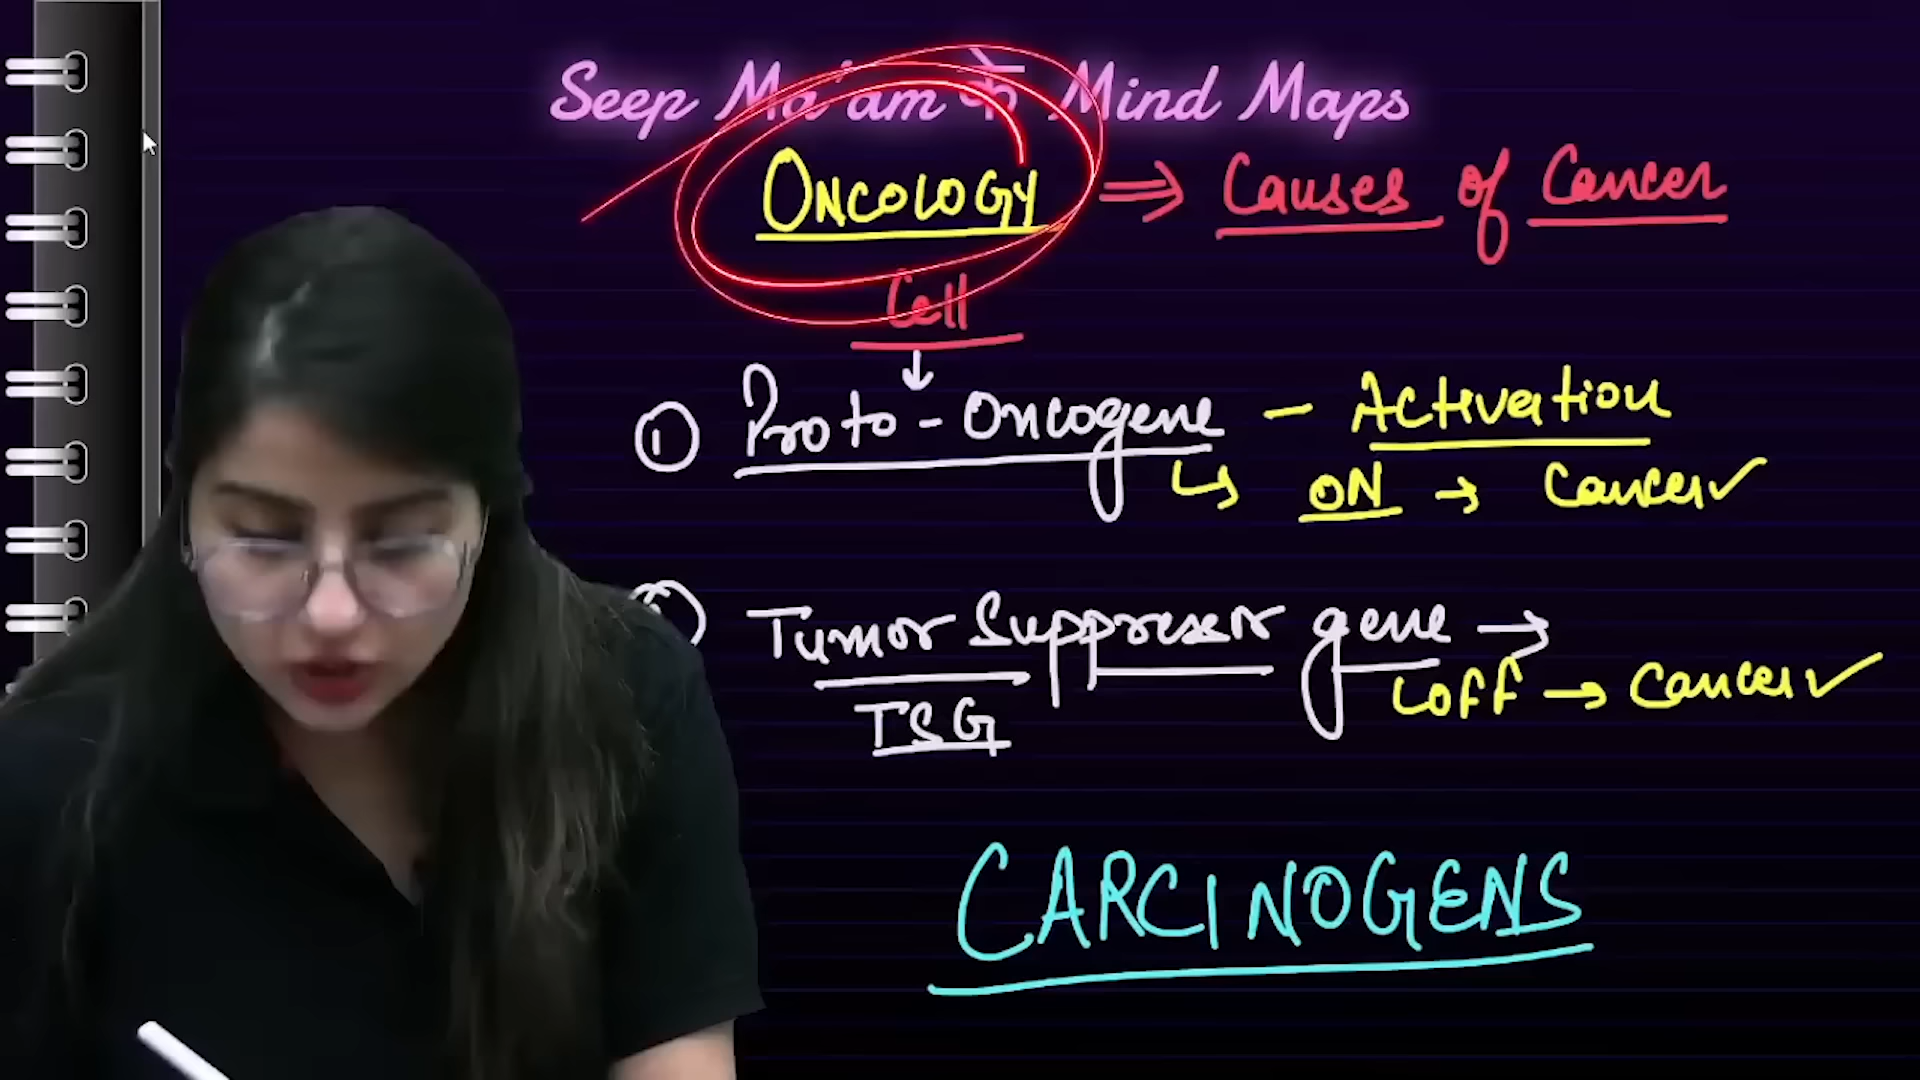 Seep Ma'am के Mind Maps
ONCOLOGY ⇒ Causes of Cancer
Cell
↓
① Proto-Oncogene - Activation
↳ ON → Cancer✓
Tumor Suppressor gene →
↳ OFF → Cancer✓
TSG
CARCINOGENS